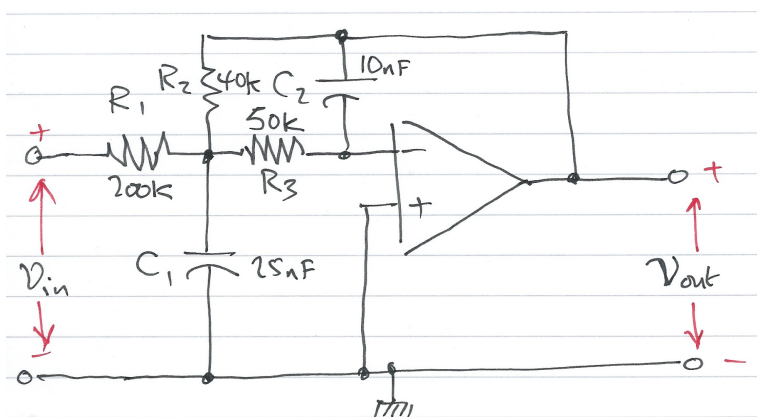 10nF
R2 40k C2
R1
50k
+
−
200k
R3
+
+
C1 25nF
Vin
Vout
−
−